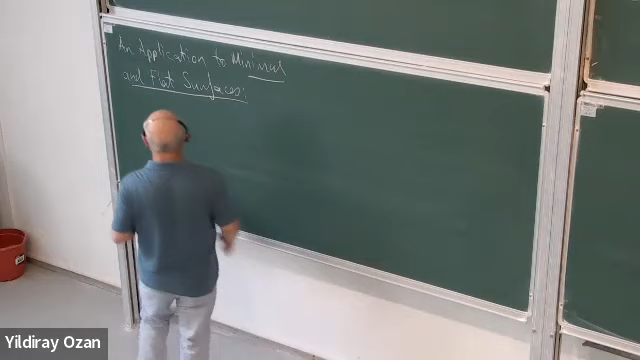 An Application to Minimal
and Flat Surfaces:
Yildiray Ozan